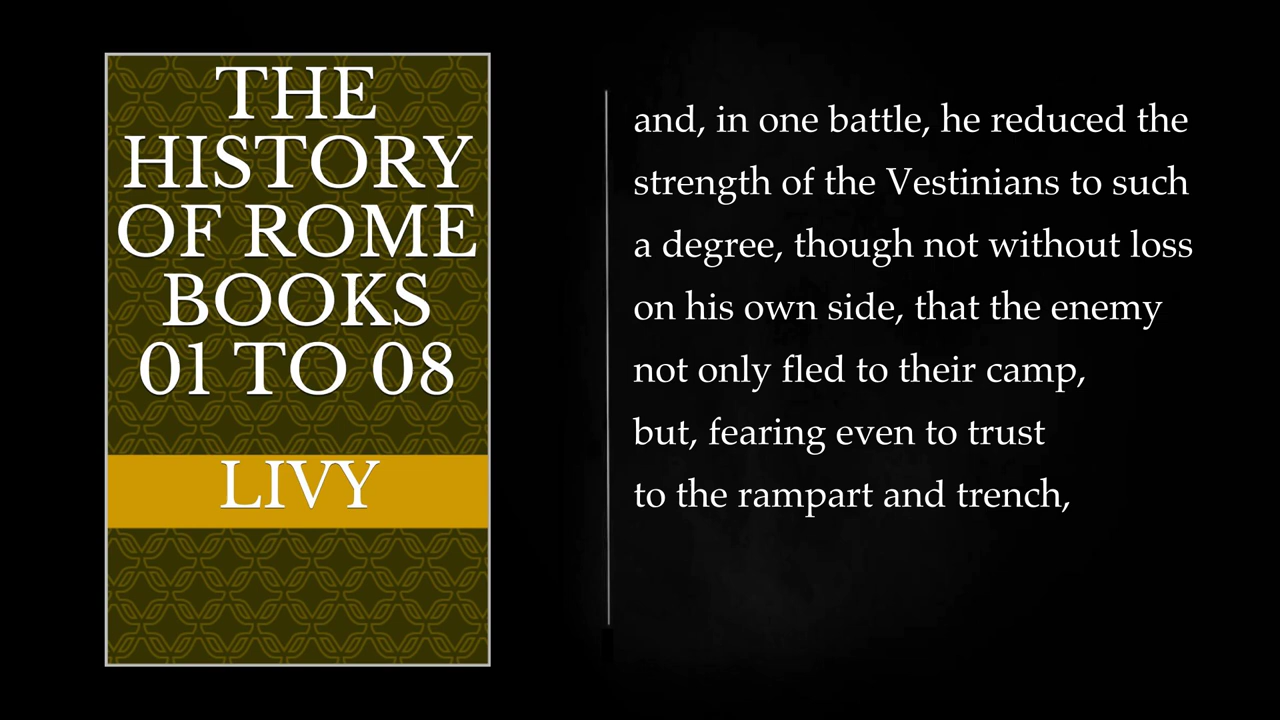 THE
HISTORY
OF ROME
BOOKS
01 TO 08
LIVY
and, in one battle, he reduced the
strength of the Vestinians to such
a degree, though not without loss
on his own side, that the enemy
not only fled to their camp,
but, fearing even to trust
to the rampart and trench,